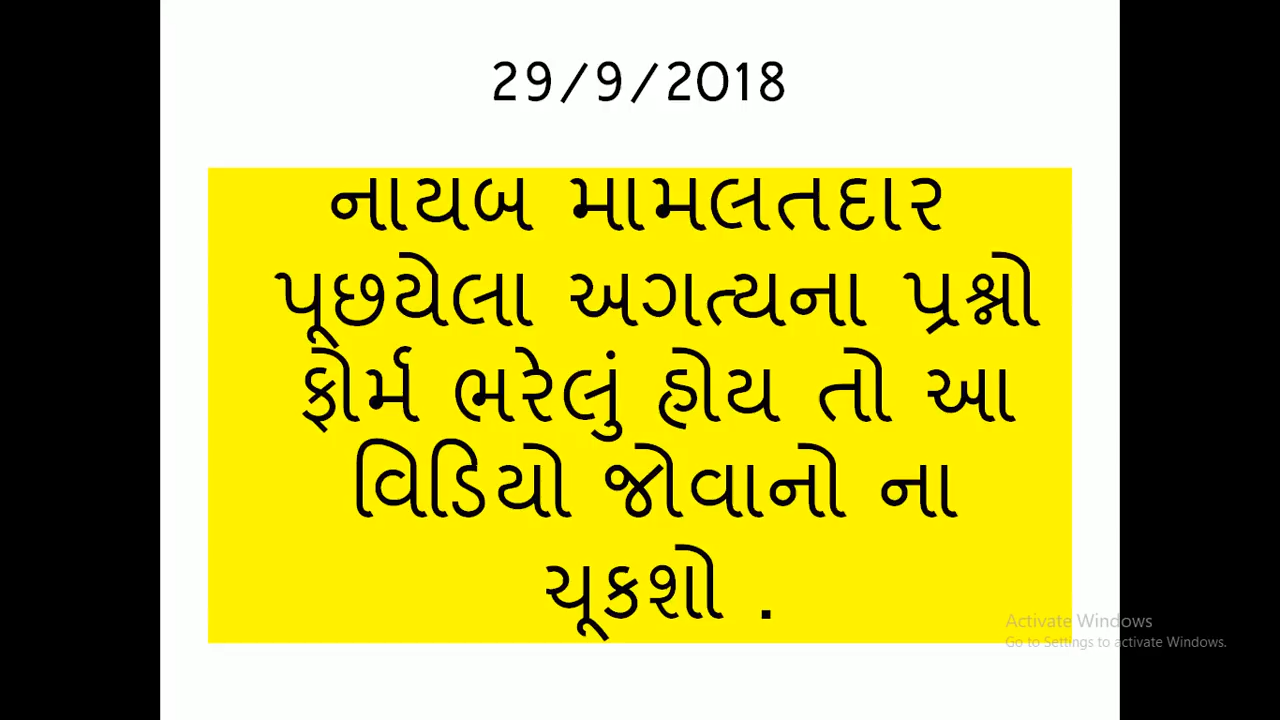 29/9/2018
નાયબ મામલતદાર
પૂછયેલા અગત્યના પ્રશ્નો
ફોર્મ ભરેલું હોય તો આ
વિડિયો જોવાનો ના
ચૂકશો .
Activate Windows
Go to Settings to activate Windows.